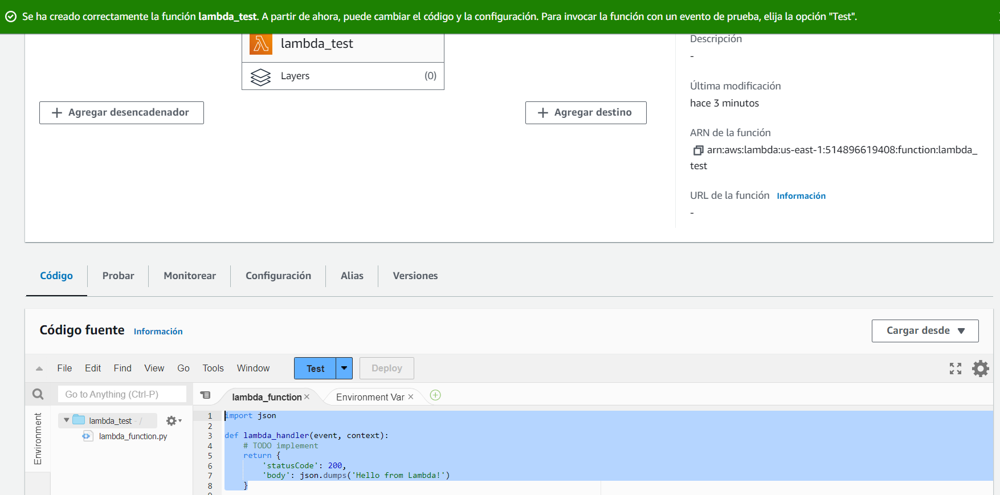 Se ha creado correctamente la función lambda_test. A partir de ahora, puede cambiar el código y la configuración. Para invocar la función con un evento de prueba, elija la opción "Test".
lambda_test
Layers (0)
Agregar desencadenador
Agregar destino
Descripción
-
Última modificación
hace 3 minutos
ARN de la función
arn:aws:lambda:us-east-1:514896619408:function:lambda_
test
URL de la función Información
-
Código Probar Monitorear Configuración Alias Versiones
Código fuente Información
Cargar desde
File Edit Find View Go Tools Window Test Deploy
Go to Anything (Ctrl-P)
lambda_function × Environment Var ×
Environment
lambda_test - /
lambda_function.py
1 import json
2
3 def lambda_handler(event, context):
4 # TODO implement
5 return {
6 'statusCode': 200,
7 'body': json.dumps('Hello from Lambda!')
8 }